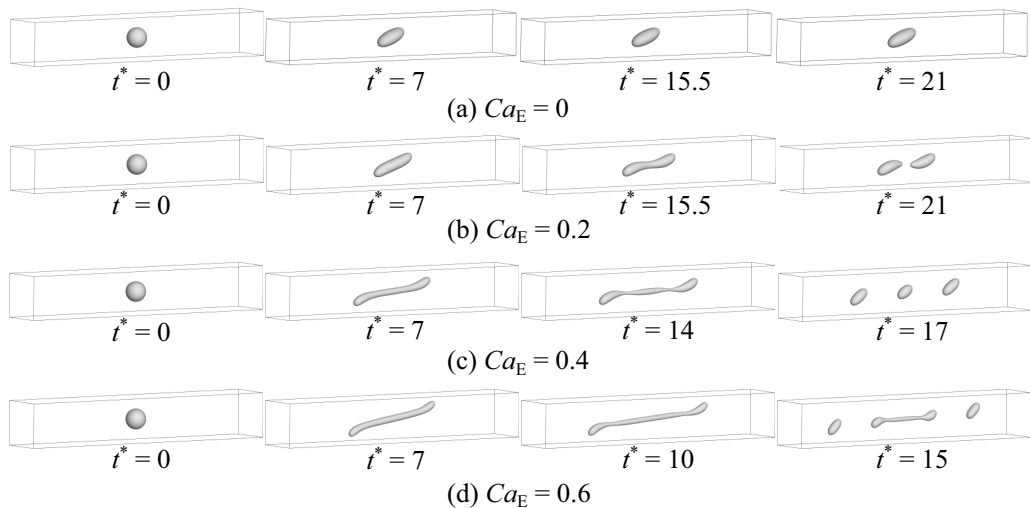 t* = 0 t* = 7 t* = 15.5 t* = 21
(a) CaE = 0
t* = 0 t* = 7 t* = 15.5 t* = 21
(b) CaE = 0.2
t* = 0 t* = 7 t* = 14 t* = 17
(c) CaE = 0.4
t* = 0 t* = 7 t* = 10 t* = 15
(d) CaE = 0.6